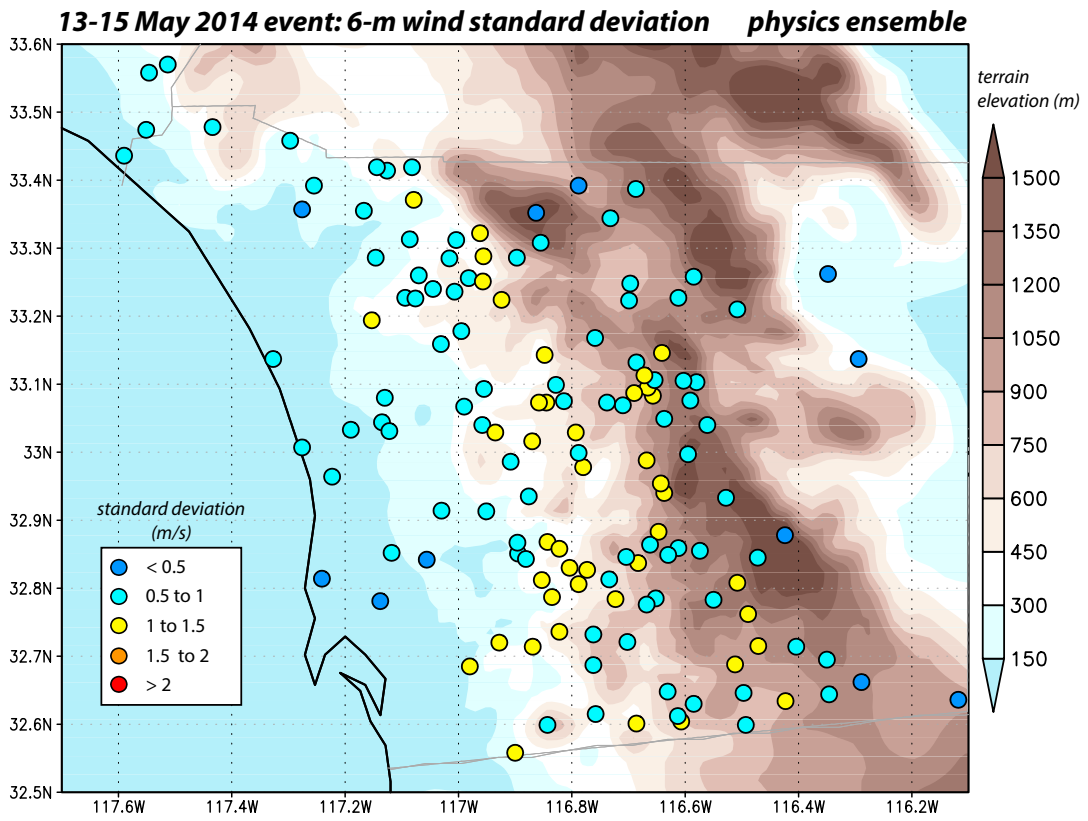 13-15 May 2014 event: 6-m wind standard deviation physics ensemble
terrain
elevation (m)
33.6N
33.5N
33.4N
33.3N
33.2N
33.1N
33N
32.9N
32.8N
32.7N
32.6N
32.5N
1500
1350
1200
1050
900
750
600
450
300
150
standard deviation
(m/s)
< 0.5
0.5 to 1
1 to 1.5
1.5 to 2
> 2
117.6W 117.4W 117.2W 117W 116.8W 116.6W 116.4W 116.2W